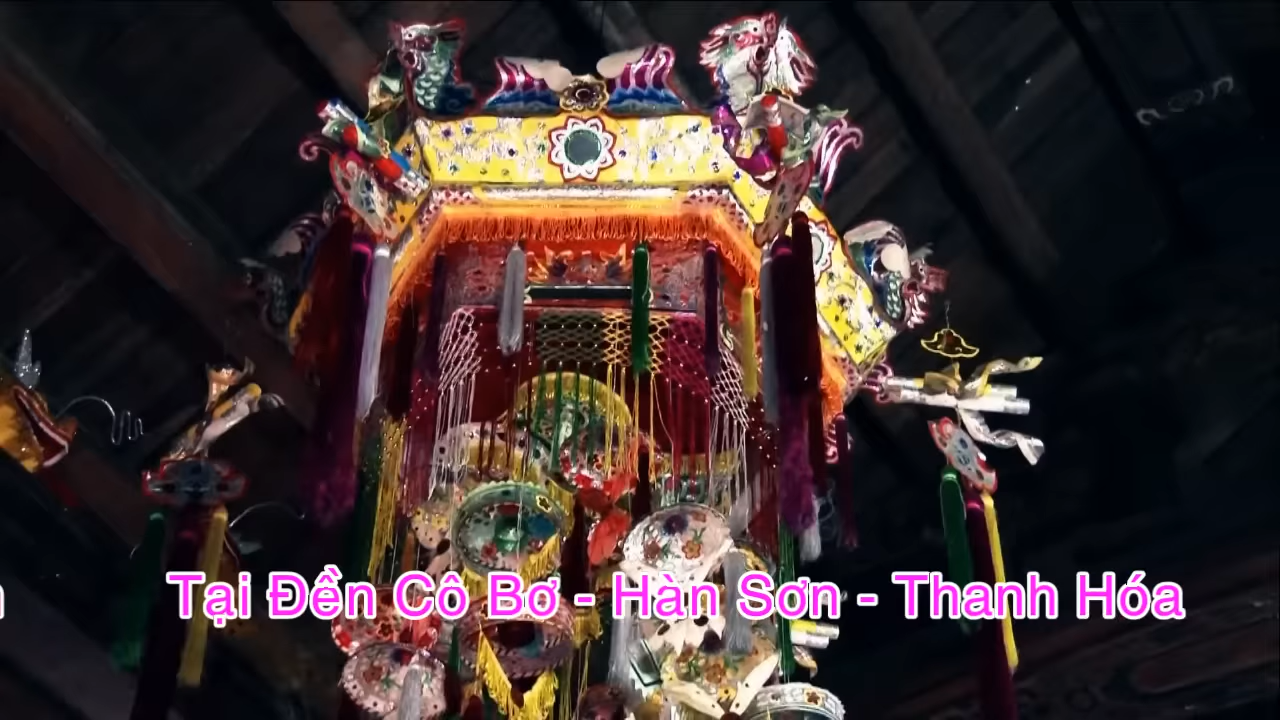 Tại Đền Cô Bơ - Hàn Sơn - Thanh Hóa